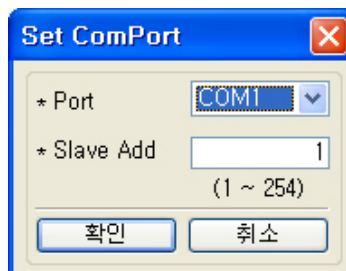 Set ComPort
* Port COM1
* Slave Add 1
(1 ~ 254)
확인 취소